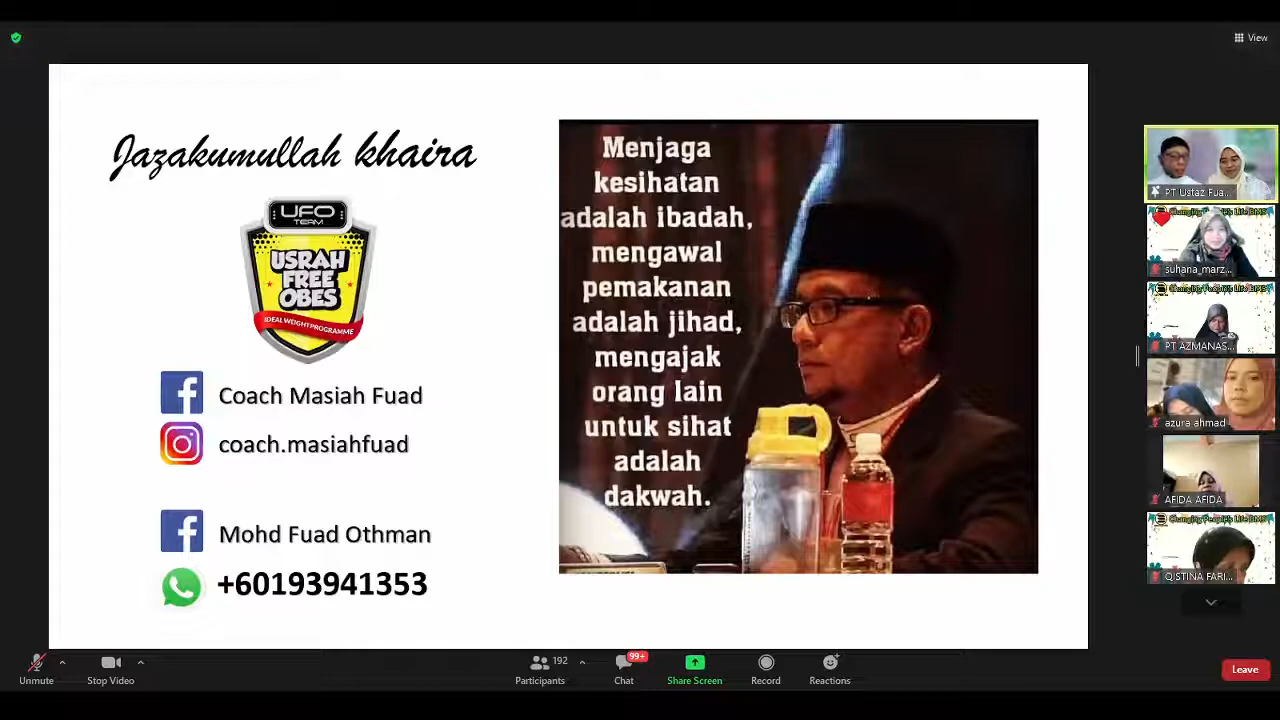 View
Jazakumullah khaira
UFO
TEAM
USRAH
FREE
OBES
IDEAL WEIGHT PROGRAMME
Coach Masiah Fuad
coach.masiahfuad
Mohd Fuad Othman
+60193941353
Menjaga
kesihatan
adalah ibadah,
mengawal
pemakanan
adalah jihad,
mengajak
orang lain
untuk sihat
adalah
dakwah.
PT Ustaz Fua...
suhana_marz...
PT AZMANAS...
azura ahmad
AFIDA AFIDA
Changing People's Life
QISTINA FARI...
Unmute
Stop Video
192
Participants
99+
Chat
Share Screen
Record
Reactions
Leave